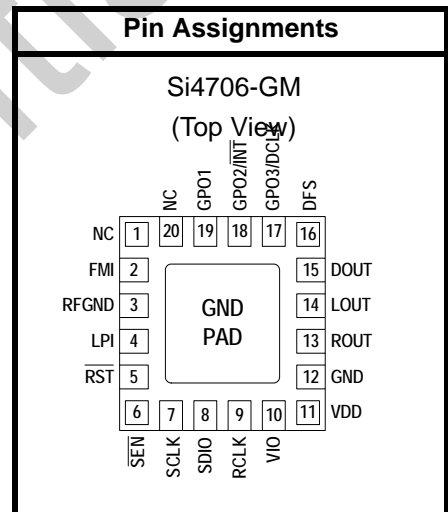 Pin Assignments
Si4706-GM
(Top View)
NC
GPO1
GPO2/INT
GPO3/DCLK
DFS
NC 1 20 19 18 17 16
FMI 2 15 DOUT
RFGND 3 14 LOUT
LPI 4 13 ROUT
RST 5 12 GND
GND
PAD
6 7 8 9 10 11 VDD
SEN
SCLK
SDIO
RCLK
VIO